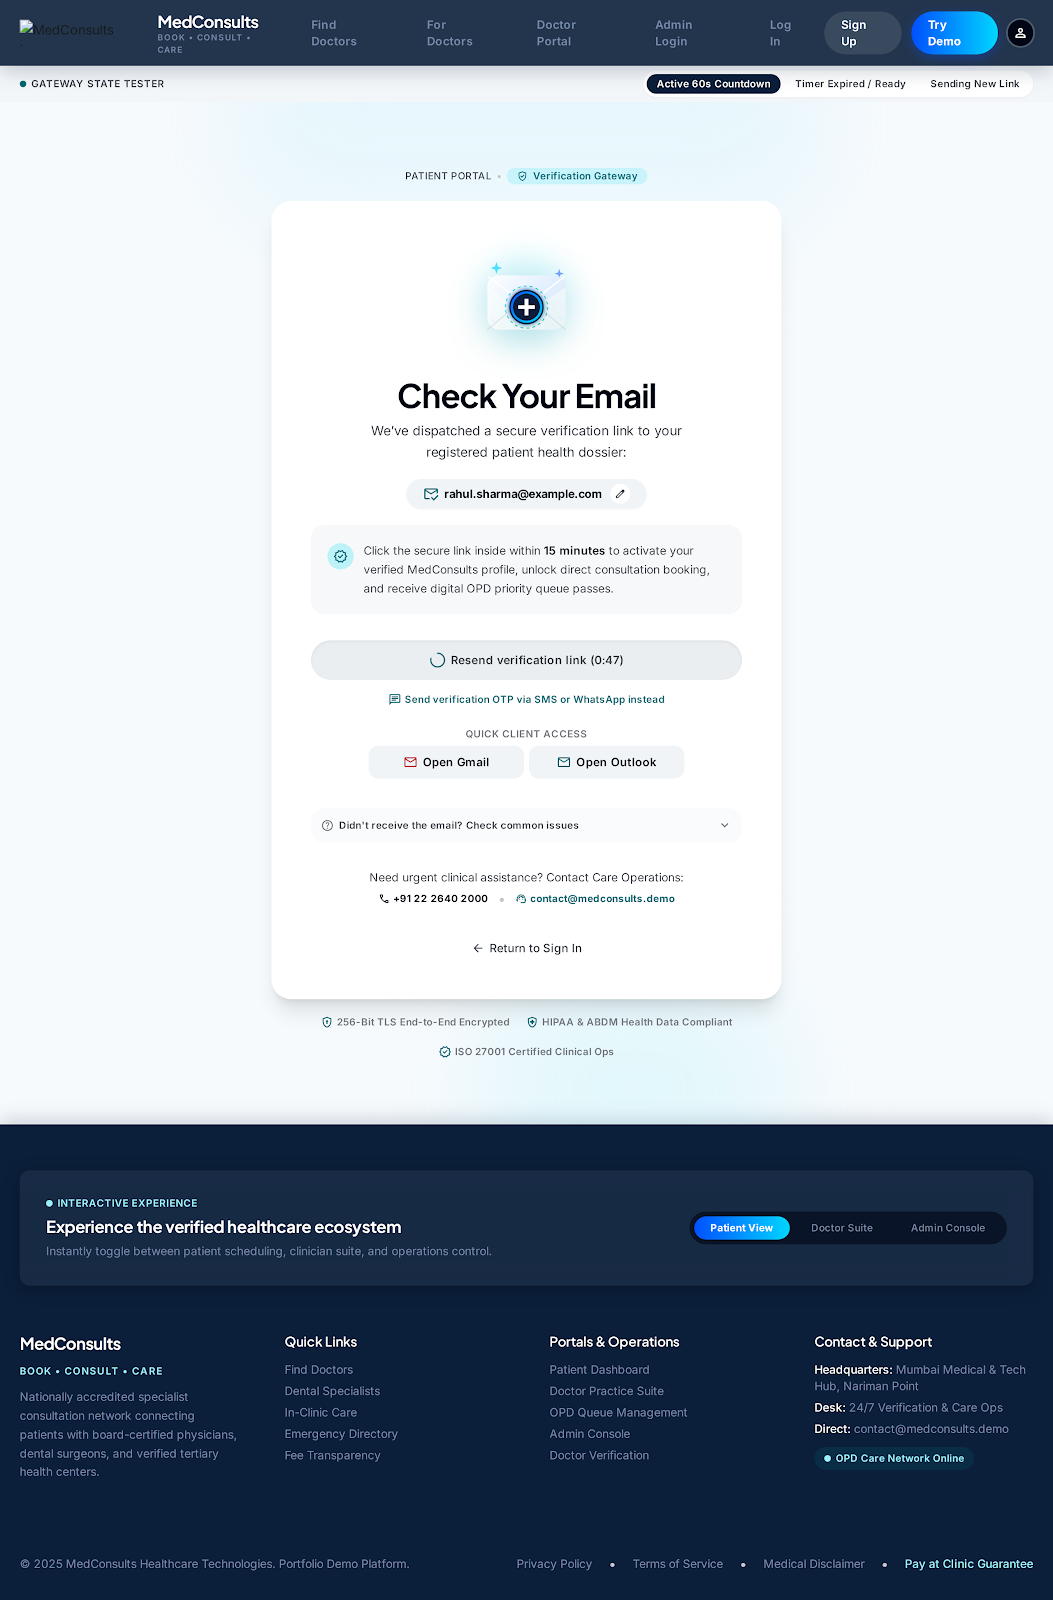 MedConsults
MedConsults
BOOK • CONSULT •
CARE
Find
Doctors
For
Doctors
Doctor
Portal
Admin
Login
Log
In
Sign
Up
Try
Demo
GATEWAY STATE TESTER
Active 60s Countdown
Timer Expired / Ready
Sending New Link
PATIENT PORTAL •
Verification Gateway
Check Your Email
We've dispatched a secure verification link to your
registered patient health dossier:
rahul.sharma@example.com
Click the secure link inside within 15 minutes to activate your
verified MedConsults profile, unlock direct consultation booking,
and receive digital OPD priority queue passes.
Resend verification link (0:47)
Send verification OTP via SMS or WhatsApp instead
QUICK CLIENT ACCESS
Open Gmail
Open Outlook
Didn't receive the email? Check common issues
Need urgent clinical assistance? Contact Care Operations:
+91 22 2640 2000 • contact@medconsults.demo
← Return to Sign In
256-Bit TLS End-to-End Encrypted
HIPAA & ABDM Health Data Compliant
ISO 27001 Certified Clinical Ops
INTERACTIVE EXPERIENCE
Experience the verified healthcare ecosystem
Instantly toggle between patient scheduling, clinician suite, and operations control.
Patient View
Doctor Suite
Admin Console
MedConsults
BOOK • CONSULT • CARE
Nationally accredited specialist
consultation network connecting
patients with board-certified physicians,
dental surgeons, and verified tertiary
health centers.
Quick Links
Find Doctors
Dental Specialists
In-Clinic Care
Emergency Directory
Fee Transparency
Portals & Operations
Patient Dashboard
Doctor Practice Suite
OPD Queue Management
Admin Console
Doctor Verification
Contact & Support
Headquarters: Mumbai Medical & Tech
Hub, Nariman Point
Desk: 24/7 Verification & Care Ops
Direct: contact@medconsults.demo
OPD Care Network Online
© 2025 MedConsults Healthcare Technologies. Portfolio Demo Platform.
Privacy Policy • Terms of Service • Medical Disclaimer • Pay at Clinic Guarantee